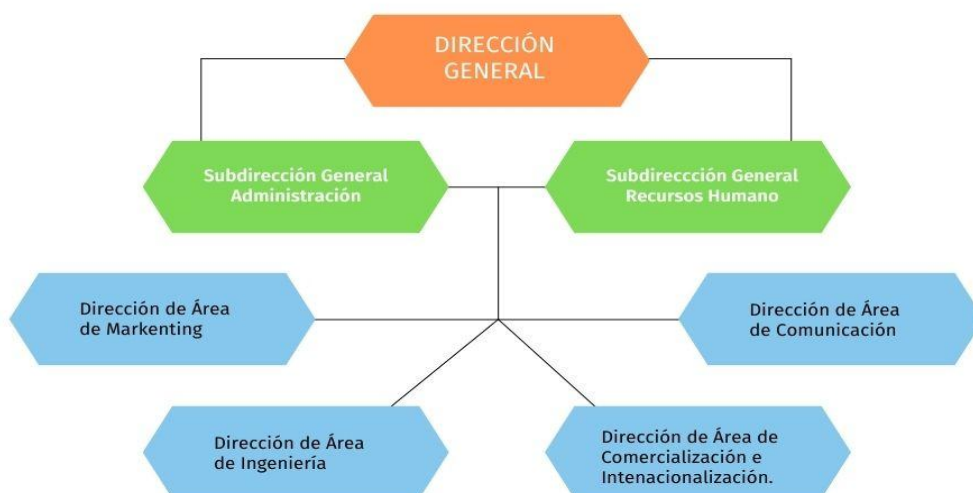 DIRECCIÓN
GENERAL
Subdirección General
Administración
Subdireccción General
Recursos Humano
Dirección de Área
de Markenting
Dirección de Área
de Comunicación
Dirección de Área
de Ingeniería
Dirección de Área de
Comercialización e
Intenacionalización.